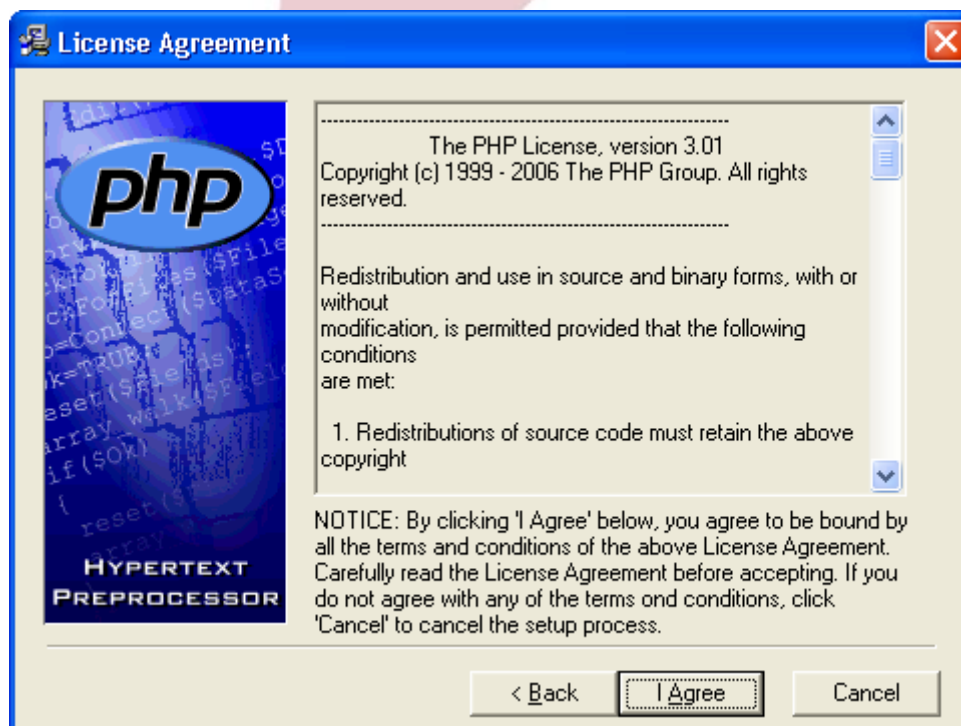 License Agreement
php
HYPERTEXT
PREPROCESSOR
----------------------------------------------------------------------
The PHP License, version 3.01
Copyright (c) 1999 - 2006 The PHP Group. All rights
reserved.
----------------------------------------------------------------------
Redistribution and use in source and binary forms, with or
without
modification, is permitted provided that the following
conditions
are met:
1. Redistributions of source code must retain the above
copyright
NOTICE: By clicking 'I Agree' below, you agree to be bound by
all the terms and conditions of the above License Agreement.
Carefully read the License Agreement before accepting. If you
do not agree with any of the terms ond conditions, click
'Cancel' to cancel the setup process.
< Back
I Agree
Cancel